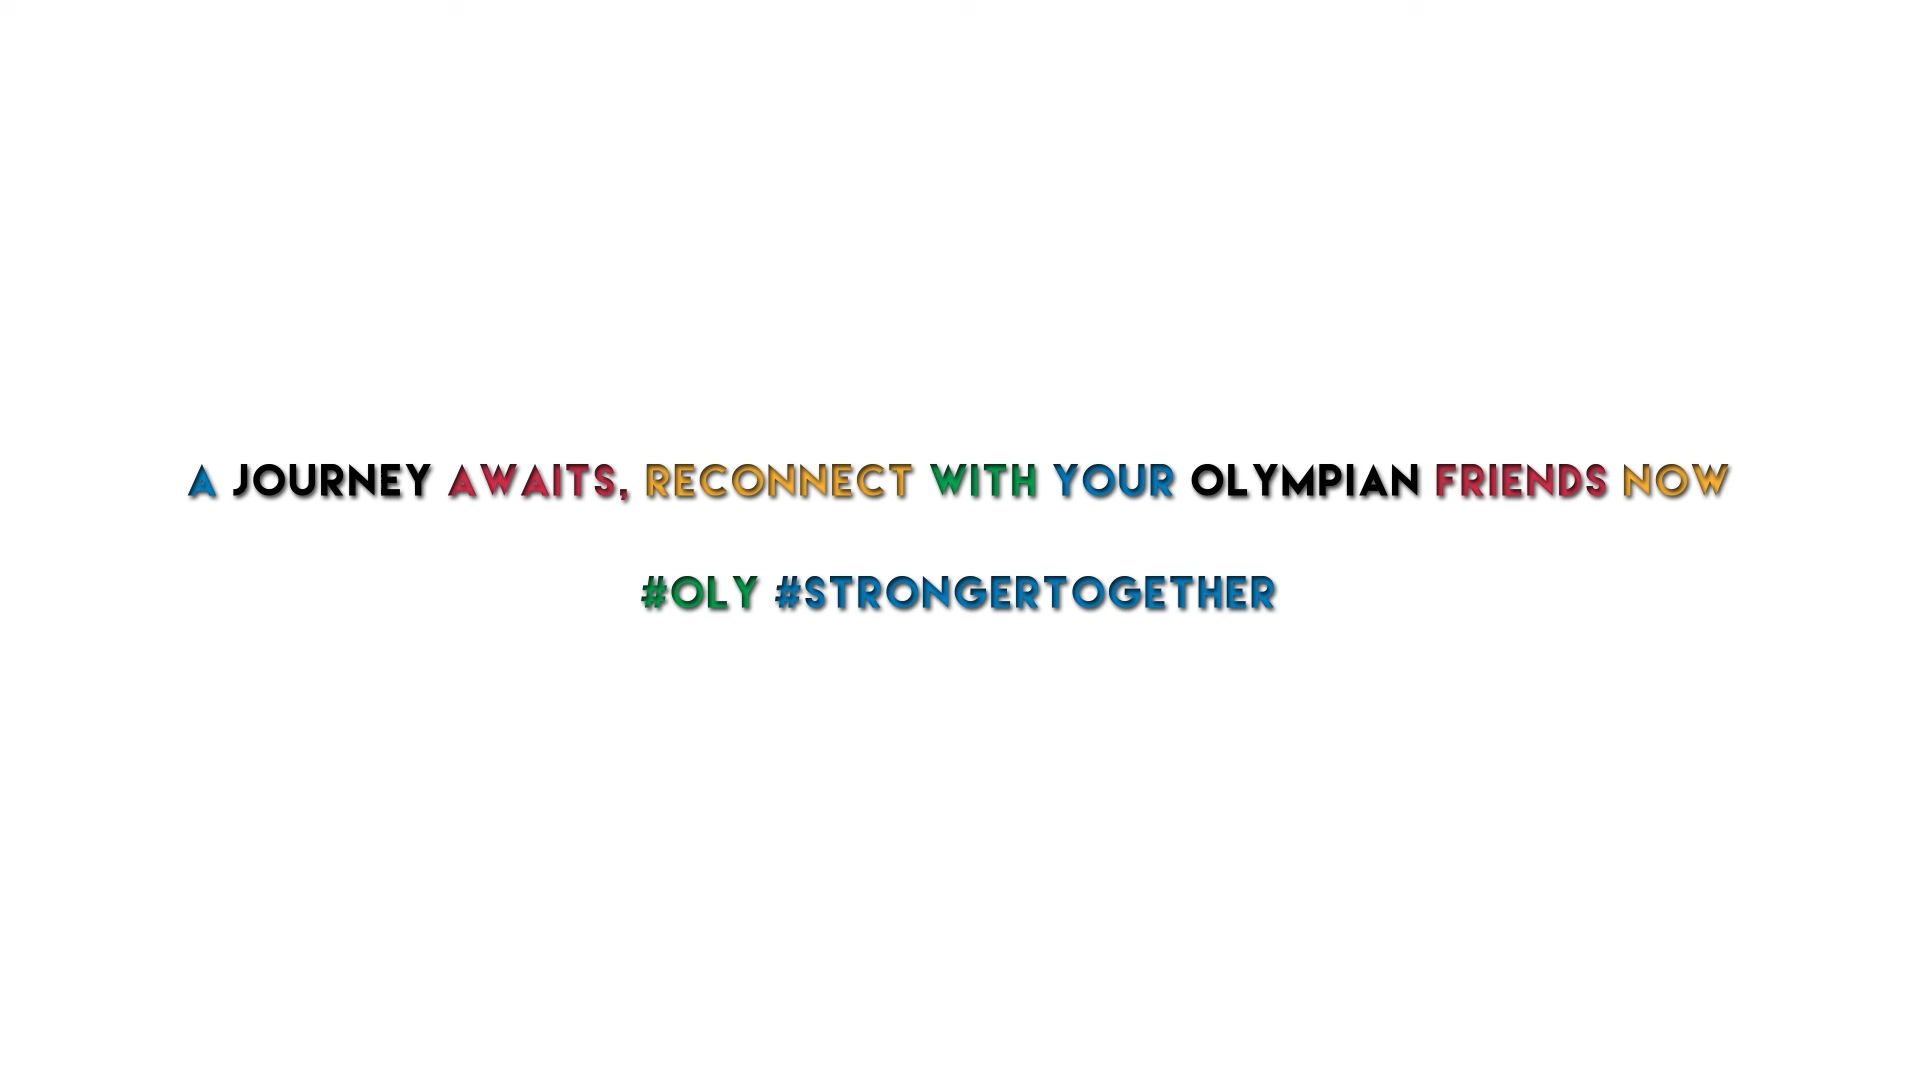 A JOURNEY AWAITS, RECONNECT WITH YOUR OLYMPIAN FRIENDS NOW
#OLY #STRONGERTOGETHER